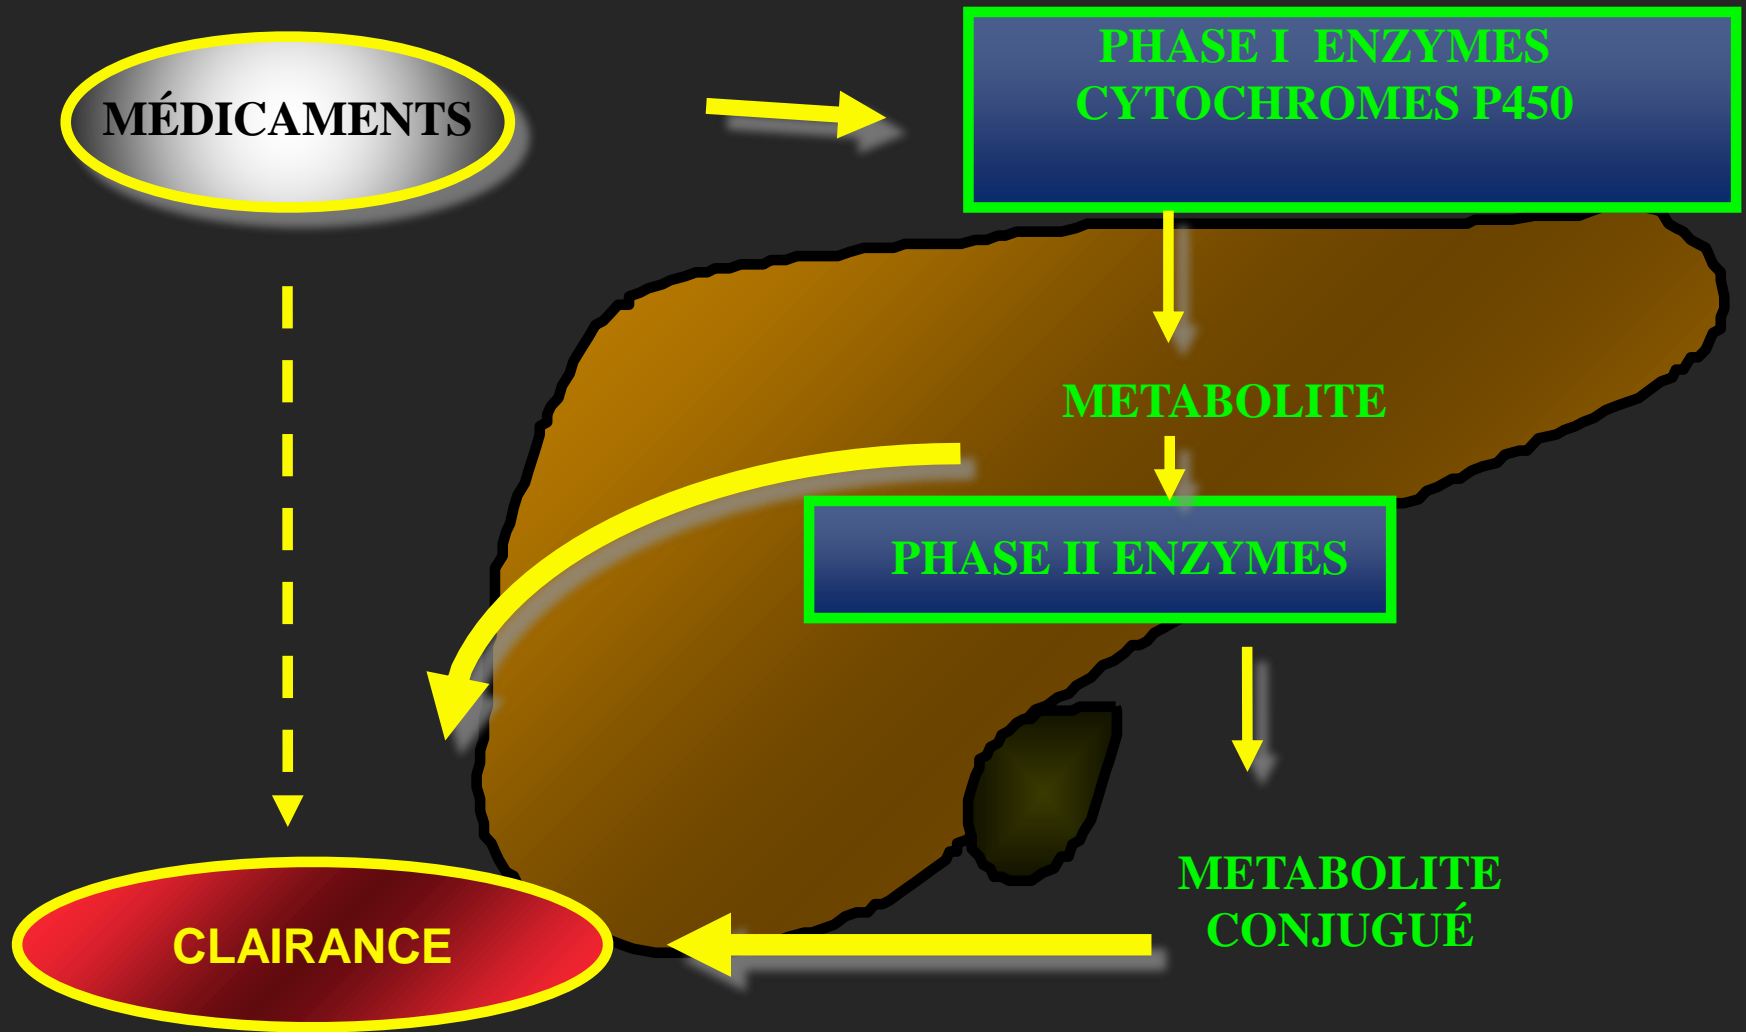 MÉDICAMENTS
PHASE I ENZYMES
CYTOCHROMES P450
METABOLITE
PHASE II ENZYMES
METABOLITE
CONJUGUÉ
CLAIRANCE